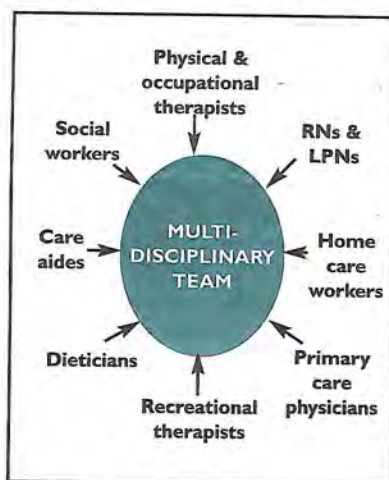 Physical &
occupational
therapists
Social
workers
RNs &
LPNs
Care
aides
MULTI-
DISCIPLINARY
TEAM
Home
care
workers
Dieticians
Primary
care
physicians
Recreational
therapists